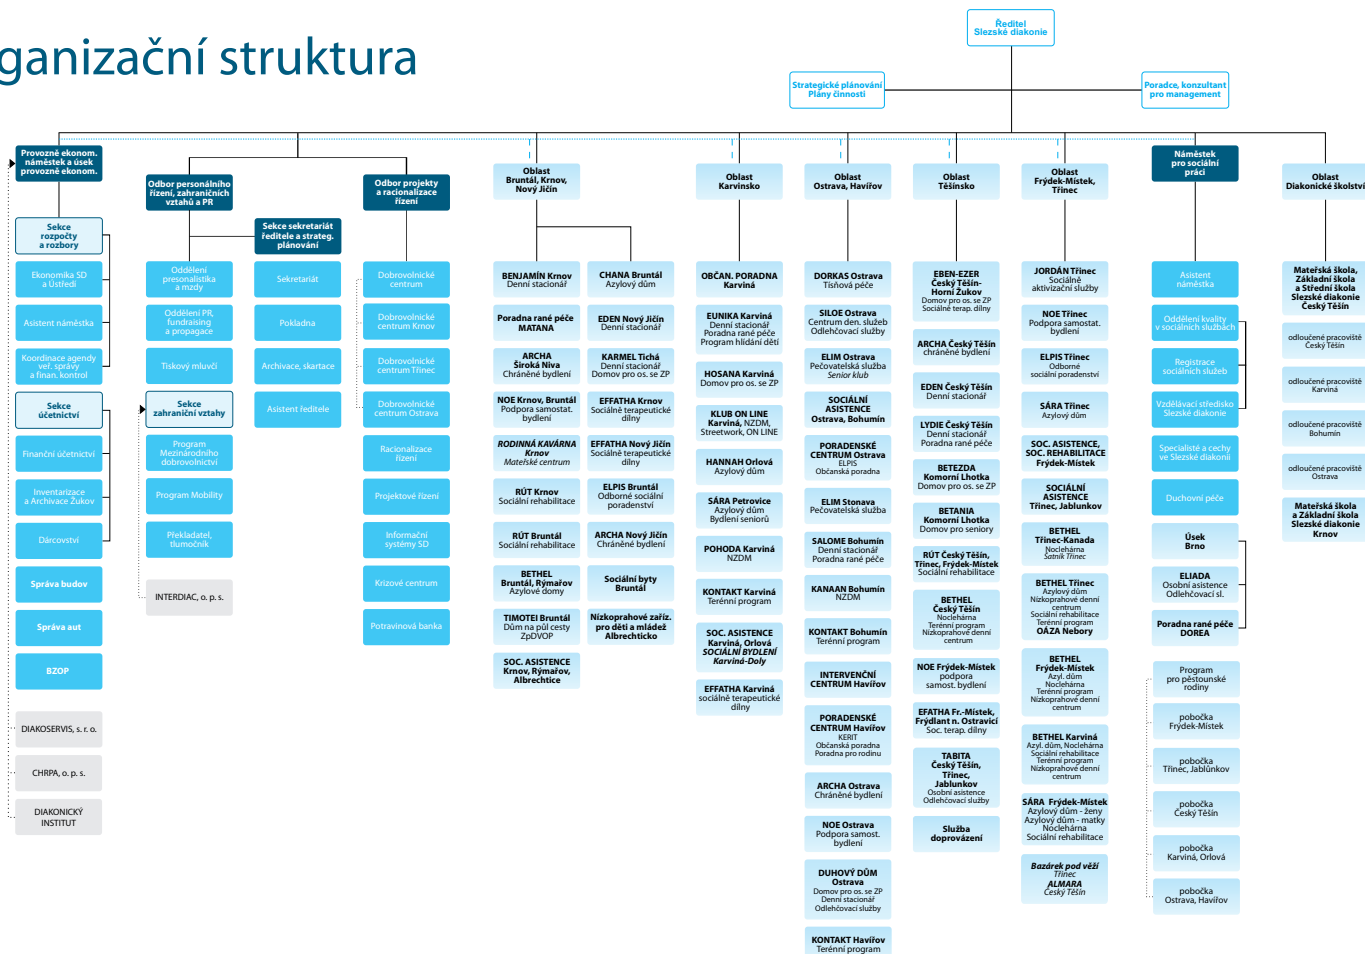 ganizační struktura
Ředitel
Slezské diakonie
Strategické plánování
Plány činnosti
Poradce, konzultant
pro management
Provozně ekonom.
náměstek a úsek
provozně ekonom.
Sekce
rozpočty
a rozbory
Ekonomika SD
a Ústředí
Asistent náměstka
Koordinace agendy
veř. správy
a finan. kontrol
Sekce
účetnictví
Finanční účetnictví
Inventarizace
a Archivace Žukov
Dárcovství
Správa budov
Správa aut
BZOP
DIAKOSERVIS, s. r. o.
CHRPA, o. p. s.
DIAKONICKÝ
INSTITUT
Odbor personálního
řízení, zahraničních
vztahů a PR
Oddělení
presonalistika
a mzdy
Oddělení PR,
fundraising
a propagace
Tiskový mluvčí
Sekce
zahraniční vztahy
Program
Mezinárodního
dobrovolnictví
Program Mobility
Překladatel,
tlumočník
INTERDIAC, o. p. s.
Sekce sekretariát
ředitele a strateg.
plánování
Sekretariát
Pokladna
Archivace, skartace
Asistent ředitele
Odbor projekty
a racionalizace
řízení
Dobrovolnické
centrum
Dobrovolnické
centrum Krnov
Dobrovolnické
centrum Třinec
Dobrovolnické
centrum Ostrava
Racionalizace
řízení
Projektové řízení
Informační
systémy SD
Krizové centrum
Potravinová banka
Oblast
Bruntál, Krnov,
Nový Jičín
BENJAMÍN Krnov
Denní stacionář
Poradna rané péče
MATANA
ARCHA
Široká Niva
Chráněné bydlení
NOE Krnov, Bruntál
Podpora samostat.
bydlení
RODINNÁ KAVÁRNA
Krnov
Mateřské centrum
RÚT Krnov
Sociální rehabilitace
RÚT Bruntál
Sociální rehabilitace
BETHEL
Bruntál, Rýmařov
Azylové domy
TIMOTEI Bruntál
Dům na půl cesty
ZpDVOP
SOC. ASISTENCE
Krnov, Rýmařov,
Albrechtice
CHANA Bruntál
Azylový dům
EDEN Nový Jičín
Denní stacionář
KARMEL Tichá
Denní stacionář
Domov pro os. se ZP
EFFATHA Krnov
Sociálně terapeutické
dílny
EFFATHA Nový Jičín
Sociálně terapeutické
dílny
ELPIS Bruntál
Odborné sociální
poradenství
ARCHA Nový Jičín
Chráněné bydlení
Sociální byty
Bruntál
Nízkoprahové zaříz.
pro děti a mládež
Albrechticko
Oblast
Karvinsko
OBČAN. PORADNA
Karviná
EUNIKA Karviná
Denní stacionář
Poradna rané péče
Program hlídání dětí
HOSANA Karviná
Domov pro os. se ZP
KLUB ON LINE
Karviná, NZDM,
Streetwork, ON LINE
HANNAH Orlová
Azylový dům
SÁRA Petrovice
Azylový dům
Bydlení seniorů
POHODA Karviná
NZDM
KONTAKT Karviná
Terénní program
SOC. ASISTENCE
Karviná, Orlová
SOCIÁLNÍ BYDLENÍ
Karviná-Doly
EFFATHA Karviná
sociálně terapeutické
dílny
Oblast
Ostrava, Havířov
DORKAS Ostrava
Tísňová péče
SILOE Ostrava
Centrum den. služeb
Odlehčovací služby
ELIM Ostrava
Pečovatelská služba
Senior klub
SOCIÁLNÍ
ASISTENCE
Ostrava, Bohumín
PORADENSKÉ
CENTRUM Ostrava
ELPIS
Občanská poradna
ELIM Stonava
Pečovatelská služba
SALOME Bohumín
Denní stacionář
Poradna rané péče
KANAAN Bohumín
NZDM
KONTAKT Bohumín
Terénní program
INTERVENČNÍ
CENTRUM Havířov
PORADENSKÉ
CENTRUM Havířov
KERIT
Občanská poradna
Poradna pro rodinu
ARCHA Ostrava
Chráněné bydlení
NOE Ostrava
Podpora samost.
bydlení
DUHOVÝ DŮM
Ostrava
Domov pro os. se ZP
Denní stacionář
Odlehčovací služby
KONTAKT Havířov
Terénní program
Oblast
Těšínsko
EBEN-EZER
Český Těšín-
Horní Žukov
Domov pro os. se ZP
Sociálně terap. dílny
ARCHA Český Těšín
chráněné bydlení
EDEN Český Těšín
Denní stacionář
LYDIE Český Těšín
Denní stacionář
Poradna rané péče
BETEZDA
Komorní Lhotka
Domov pro os. se ZP
BETANIA
Komorní Lhotka
Domov pro seniory
RÚT Český Těšín,
Třinec, Frýdek-Místek
Sociální rehabilitace
BETHEL
Český Těšín
Noclehárna
Terénní program
Nízkoprahové denní
centrum
NOE Frýdek-Místek
podpora
samost. bydlení
EFATHA Fr.-Místek,
Frýdlant n. Ostravicí
Soc. terap. dílny
TABITA
Český Těšín,
Třinec,
Jablunkov
Osobní asistence
Odlehčovací služby
Služba
doprovázení
Oblast
Frýdek-Místek,
Třinec
JORDÁN Třinec
Sociálně
aktivizační služby
NOE Třinec
Podpora samostat.
bydlení
ELPIS Třinec
Odborné
sociální poradenství
SÁRA Třinec
Azylový dům
SOC. ASISTENCE,
SOC. REHABILITACE
Frýdek-Místek
SOCIÁLNÍ
ASISTENCE
Třinec, Jablunkov
BETHEL
Třinec-Kanada
Noclehárna
Šatník Třinec
BETHEL Třinec
Azylový dům
Nízkoprahové denní
centrum
Sociální rehabilitace
Terénní program
OÁZA Nebory
BETHEL
Frýdek-Místek
Azyl. dům
Noclehárna
Terénní program
Nízkoprahové denní
centrum
BETHEL Karviná
Azyl. dům, Noclehárna
Sociální rehabilitace
Terénní program
Nízkoprahové denní
centrum
SÁRA Frýdek-Místek
Azylový dům - ženy
Azylový dům - matky
Noclehárna
Sociální rehabilitace
Bazárek pod věží
Třinec
ALMARA
Český Těšín
Náměstek
pro sociální
práci
Asistent
náměstka
Oddělení kvality
v sociálních službách
Registrace
sociálních služeb
Vzdělávací středisko
Slezské diakonie
Specialisté a cechy
ve Slezské diakonii
Duchovní péče
Úsek
Brno
ELIADA
Osobní asistence
Odlehčovací sl.
Poradna rané péče
DOREA
Program
pro pěstounské
rodiny
pobočka
Frýdek-Místek
pobočka
Třinec, Jablůnkov
pobočka
Český Těšín
pobočka
Karviná, Orlová
pobočka
Ostrava, Havířov
Oblast
Diakonické školství
Mateřská škola,
Základní škola
a Střední škola
Slezské diakonie
Český Těšín
odloučené pracoviště
Český Těšín
odloučené pracoviště
Karviná
odloučené pracoviště
Bohumín
odloučené pracoviště
Ostrava
Mateřská škola
a Základní škola
Slezské diakonie
Krnov